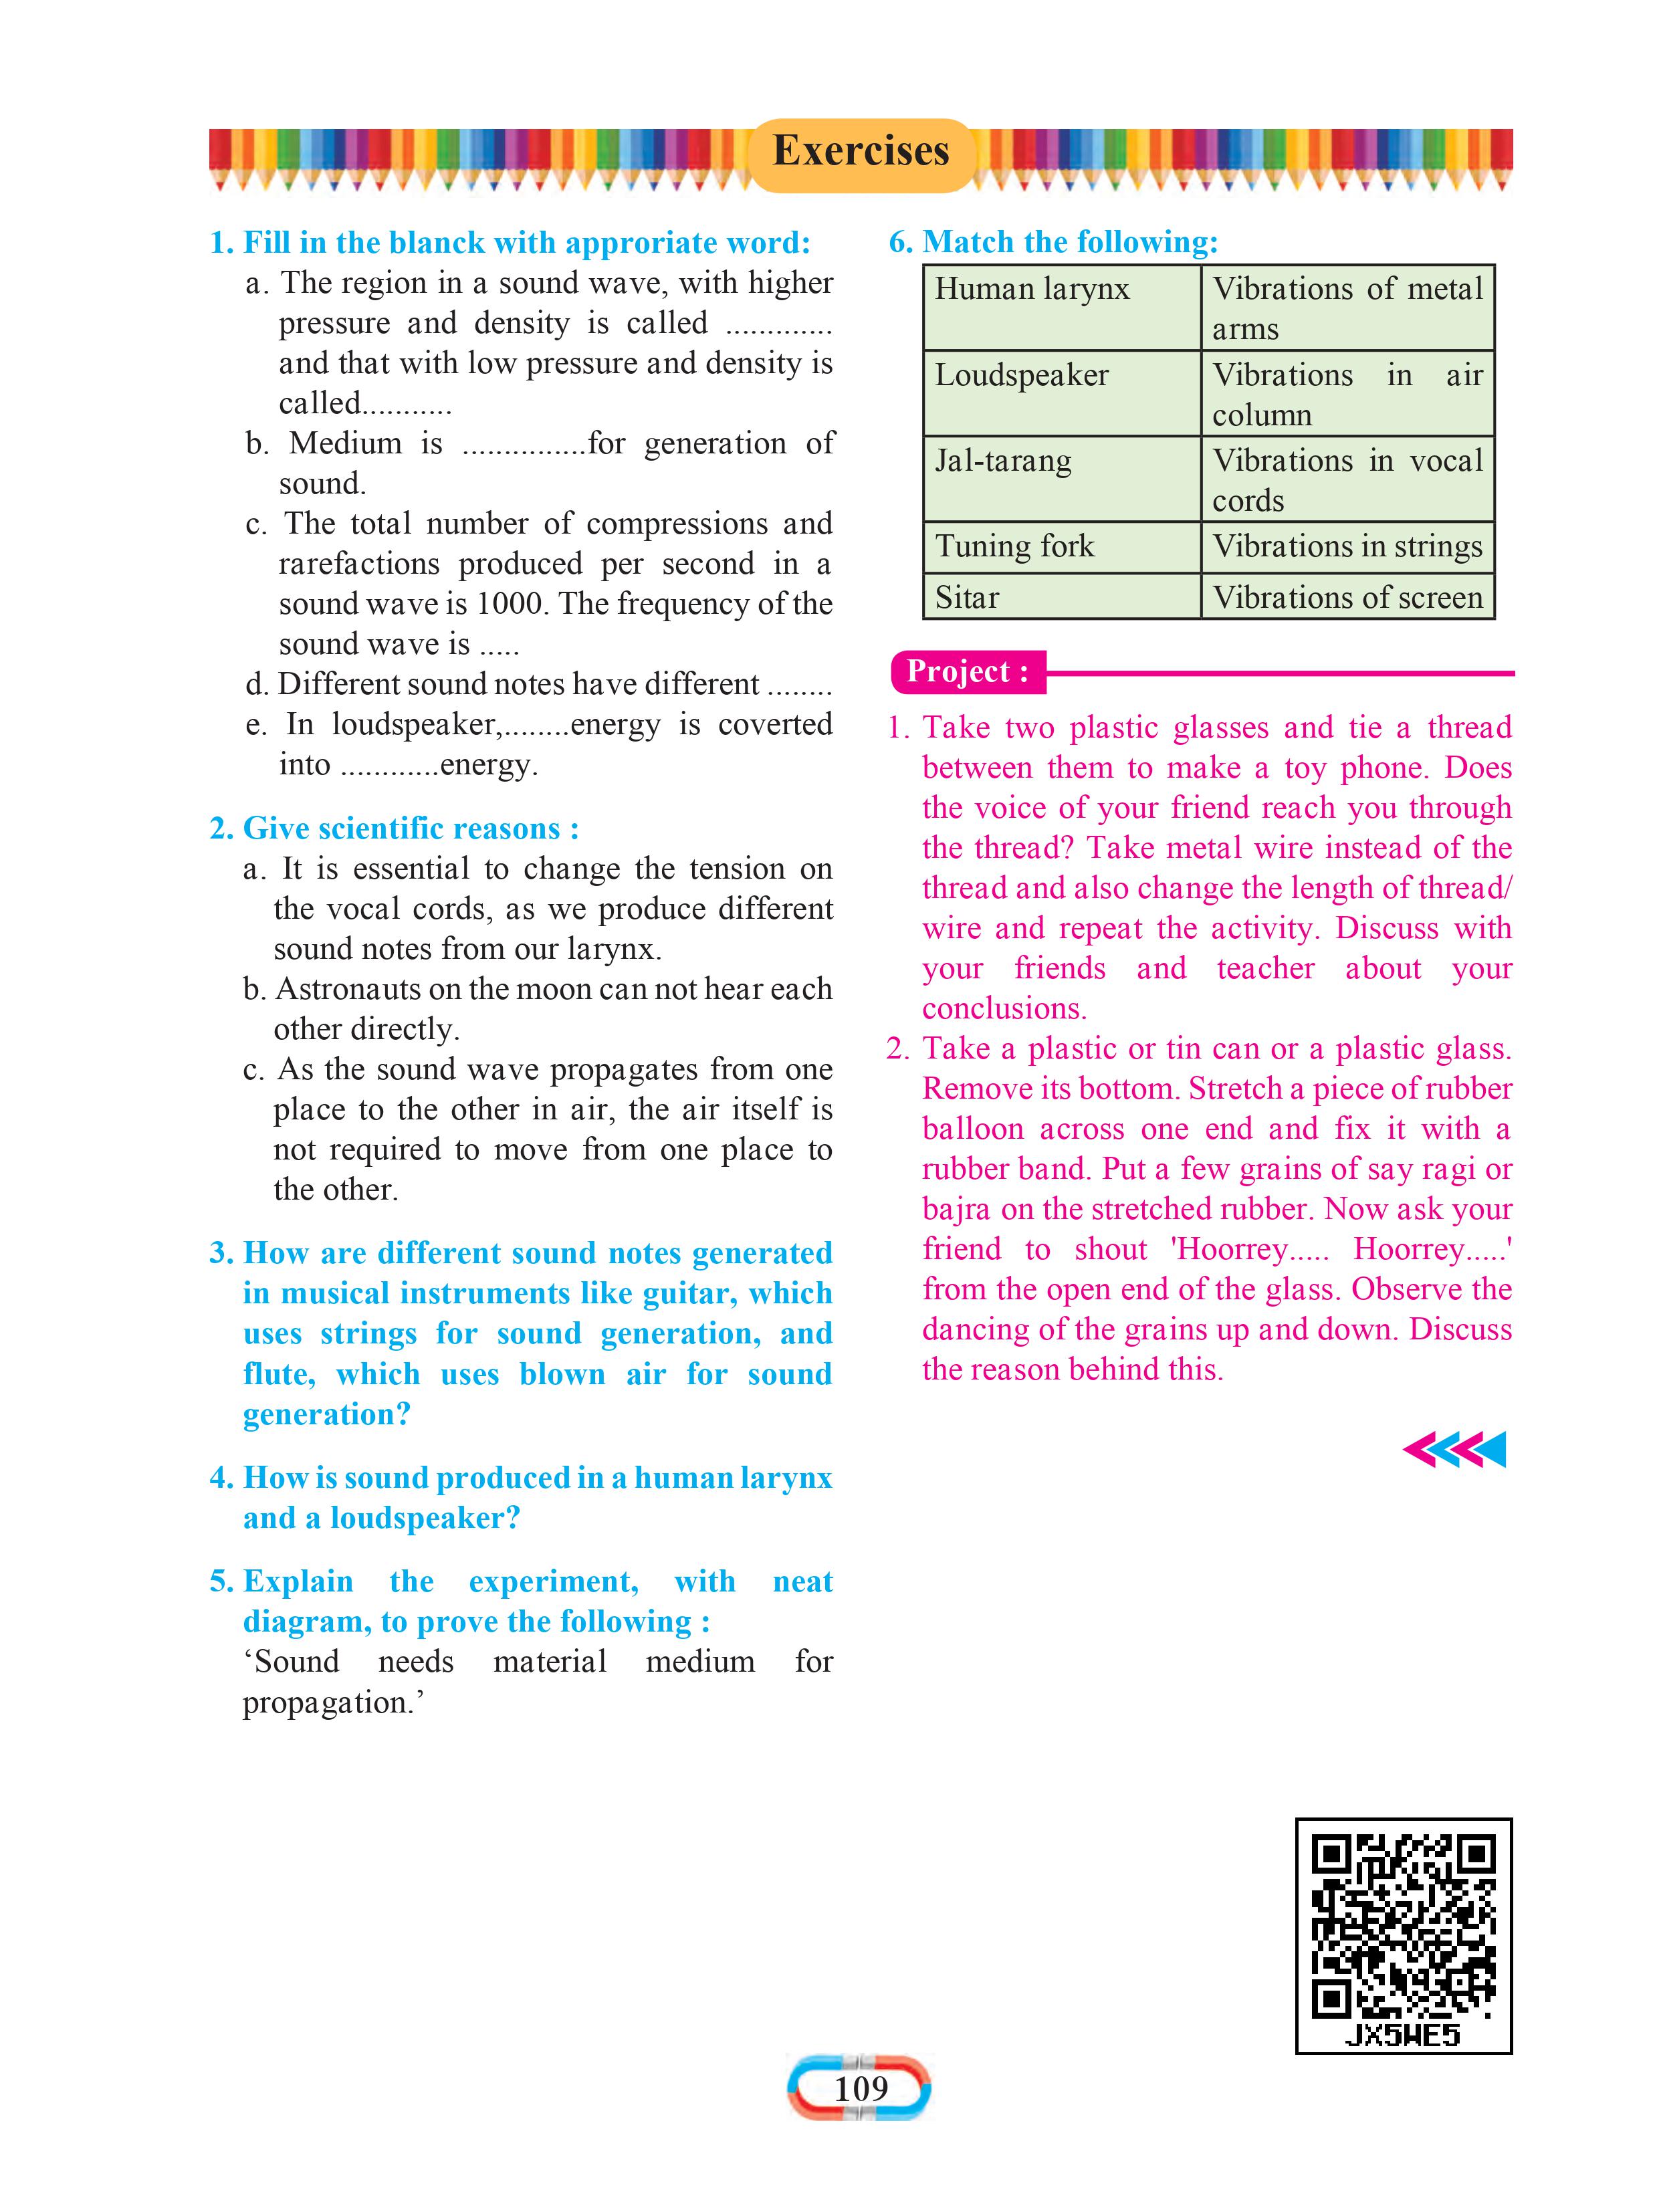 Exercises
1. Fill in the blanck with approriate word:
a. The region in a sound wave, with higher
pressure and density is called .............
and that with low pressure and density is
called...........
b. Medium is ...............for generation of
sound.
c. The total number of compressions and
rarefactions produced per second in a
sound wave is 1000. The frequency of the
sound wave is .....
d. Different sound notes have different ........
e. In loudspeaker,........energy is coverted
into ............energy.
2. Give scientific reasons :
a. It is essential to change the tension on
the vocal cords, as we produce different
sound notes from our larynx.
b. Astronauts on the moon can not hear each
other directly.
c. As the sound wave propagates from one
place to the other in air, the air itself is
not required to move from one place to
the other.
3. How are different sound notes generated
in musical instruments like guitar, which
uses strings for sound generation, and
flute, which uses blown air for sound
generation?
4. How is sound produced in a human larynx
and a loudspeaker?
5. Explain the experiment, with neat
diagram, to prove the following :
‘Sound needs material medium for
propagation.’
6. Match the following:
Human larynx Vibrations of metal
arms
Loudspeaker Vibrations in air
column
Jal-tarang Vibrations in vocal
cords
Tuning fork Vibrations in strings
Sitar Vibrations of screen
Project :
1. Take two plastic glasses and tie a thread
between them to make a toy phone. Does
the voice of your friend reach you through
the thread? Take metal wire instead of the
thread and also change the length of thread/
wire and repeat the activity. Discuss with
your friends and teacher about your
conclusions.
2. Take a plastic or tin can or a plastic glass.
Remove its bottom. Stretch a piece of rubber
balloon across one end and fix it with a
rubber band. Put a few grains of say ragi or
bajra on the stretched rubber. Now ask your
friend to shout 'Hoorrey..... Hoorrey.....'
from the open end of the glass. Observe the
dancing of the grains up and down. Discuss
the reason behind this.
JX5WE5
109